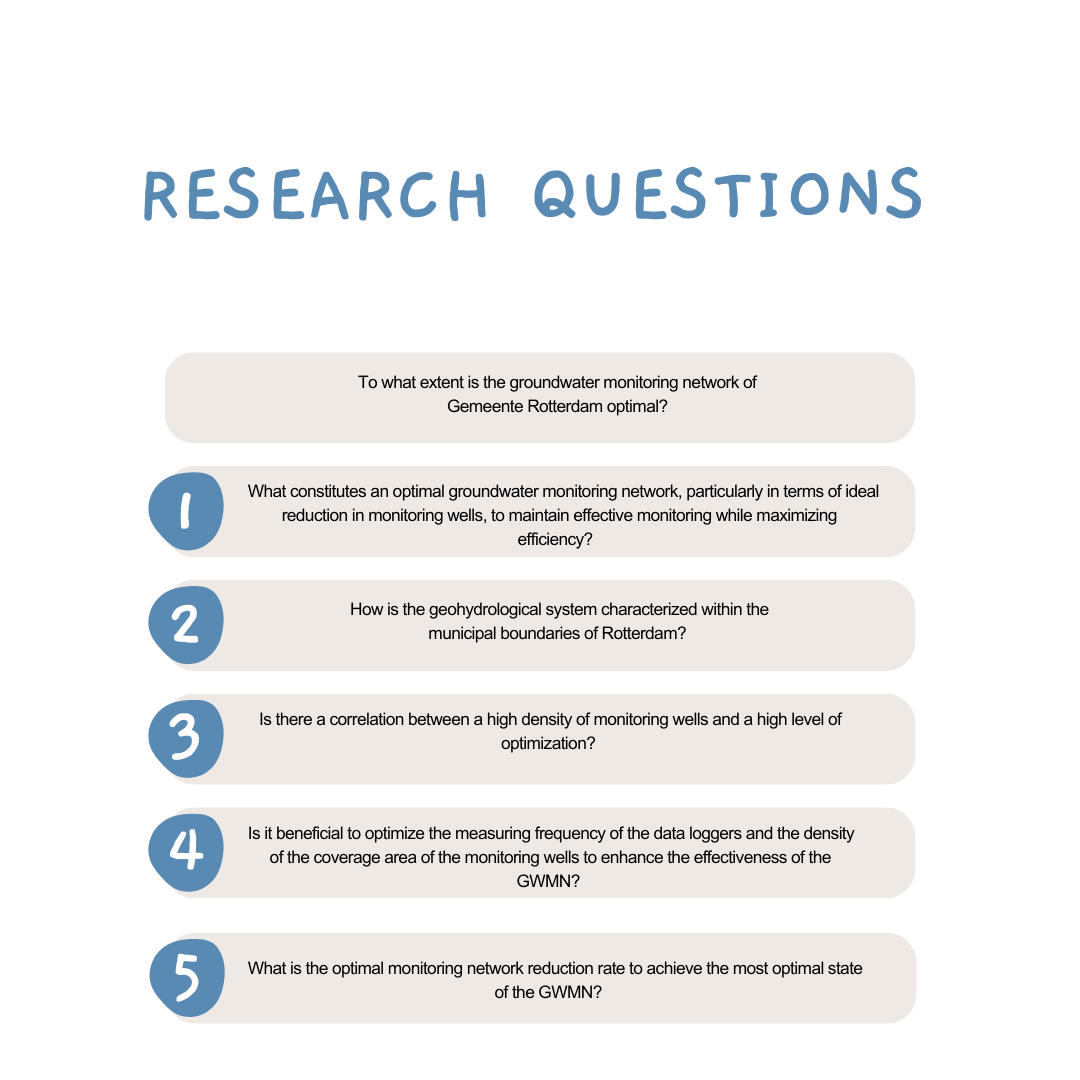 RESEARCH QUESTIONS
To what extent is the groundwater monitoring network of
Gemeente Rotterdam optimal?
1
What constitutes an optimal groundwater monitoring network, particularly in terms of ideal
reduction in monitoring wells, to maintain effective monitoring while maximizing
efficiency?
2
How is the geohydrological system characterized within the
municipal boundaries of Rotterdam?
3
Is there a correlation between a high density of monitoring wells and a high level of
optimization?
4
Is it beneficial to optimize the measuring frequency of the data loggers and the density
of the coverage area of the monitoring wells to enhance the effectiveness of the
GWMN?
5
What is the optimal monitoring network reduction rate to achieve the most optimal state
of the GWMN?